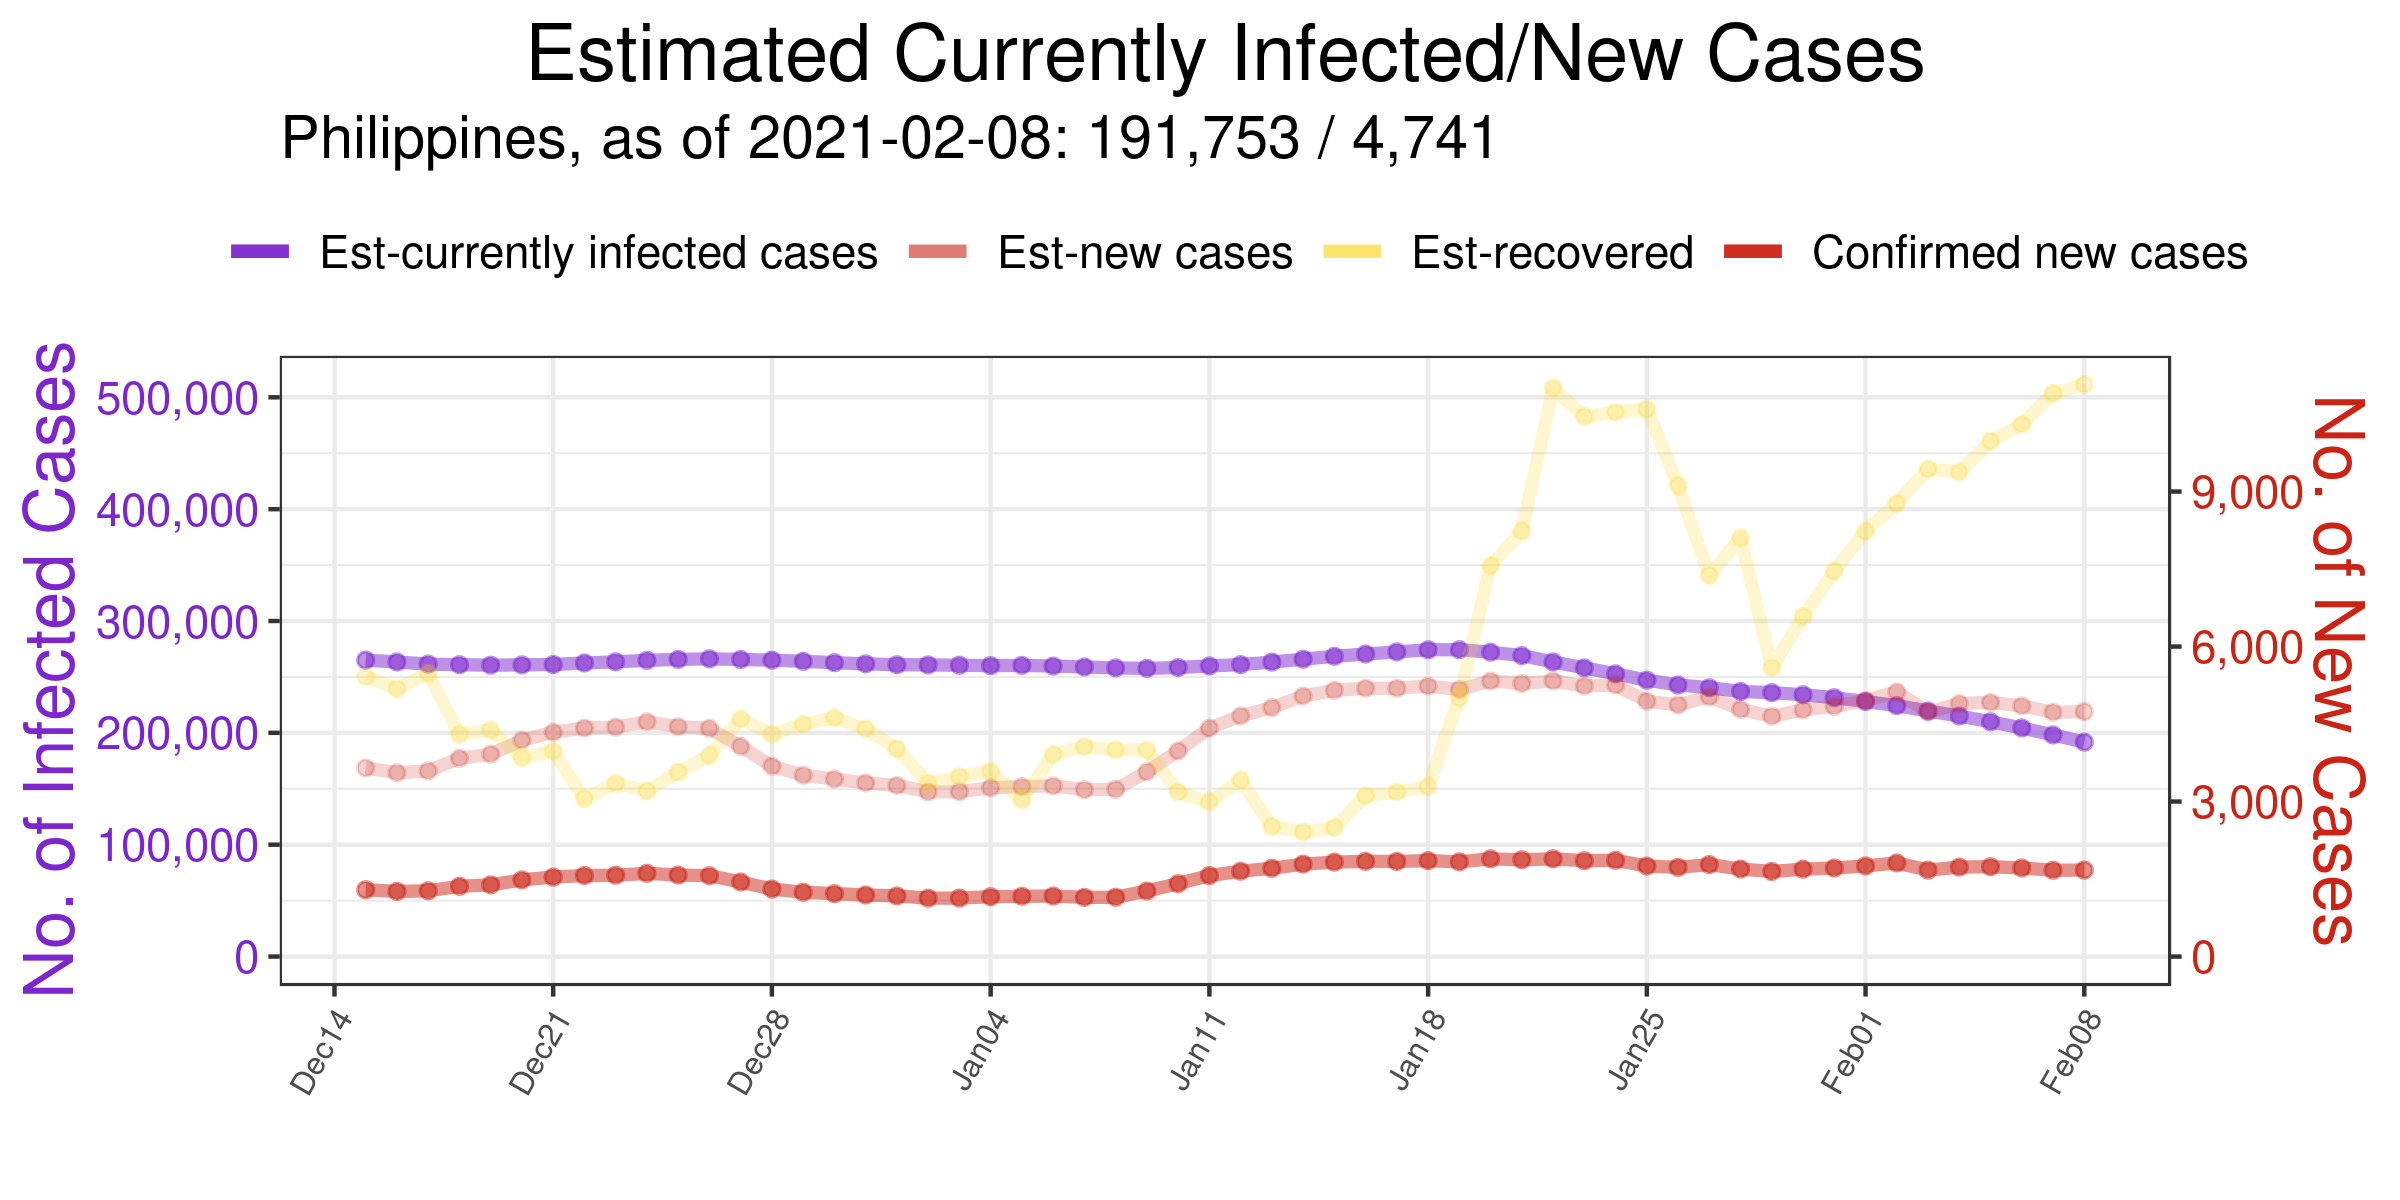 Estimated Currently Infected/New Cases
Philippines, as of 2021-02-08: 191,753 / 4,741
Est-currently infected cases Est-new cases Est-recovered Confirmed new cases
No. of Infected Cases
500,000
400,000
300,000
200,000
100,000
0
9,000
6,000
3,000
0
No. of New Cases
Dec14 Dec21 Dec28 Jan04 Jan11 Jan18 Jan25 Feb01 Feb08